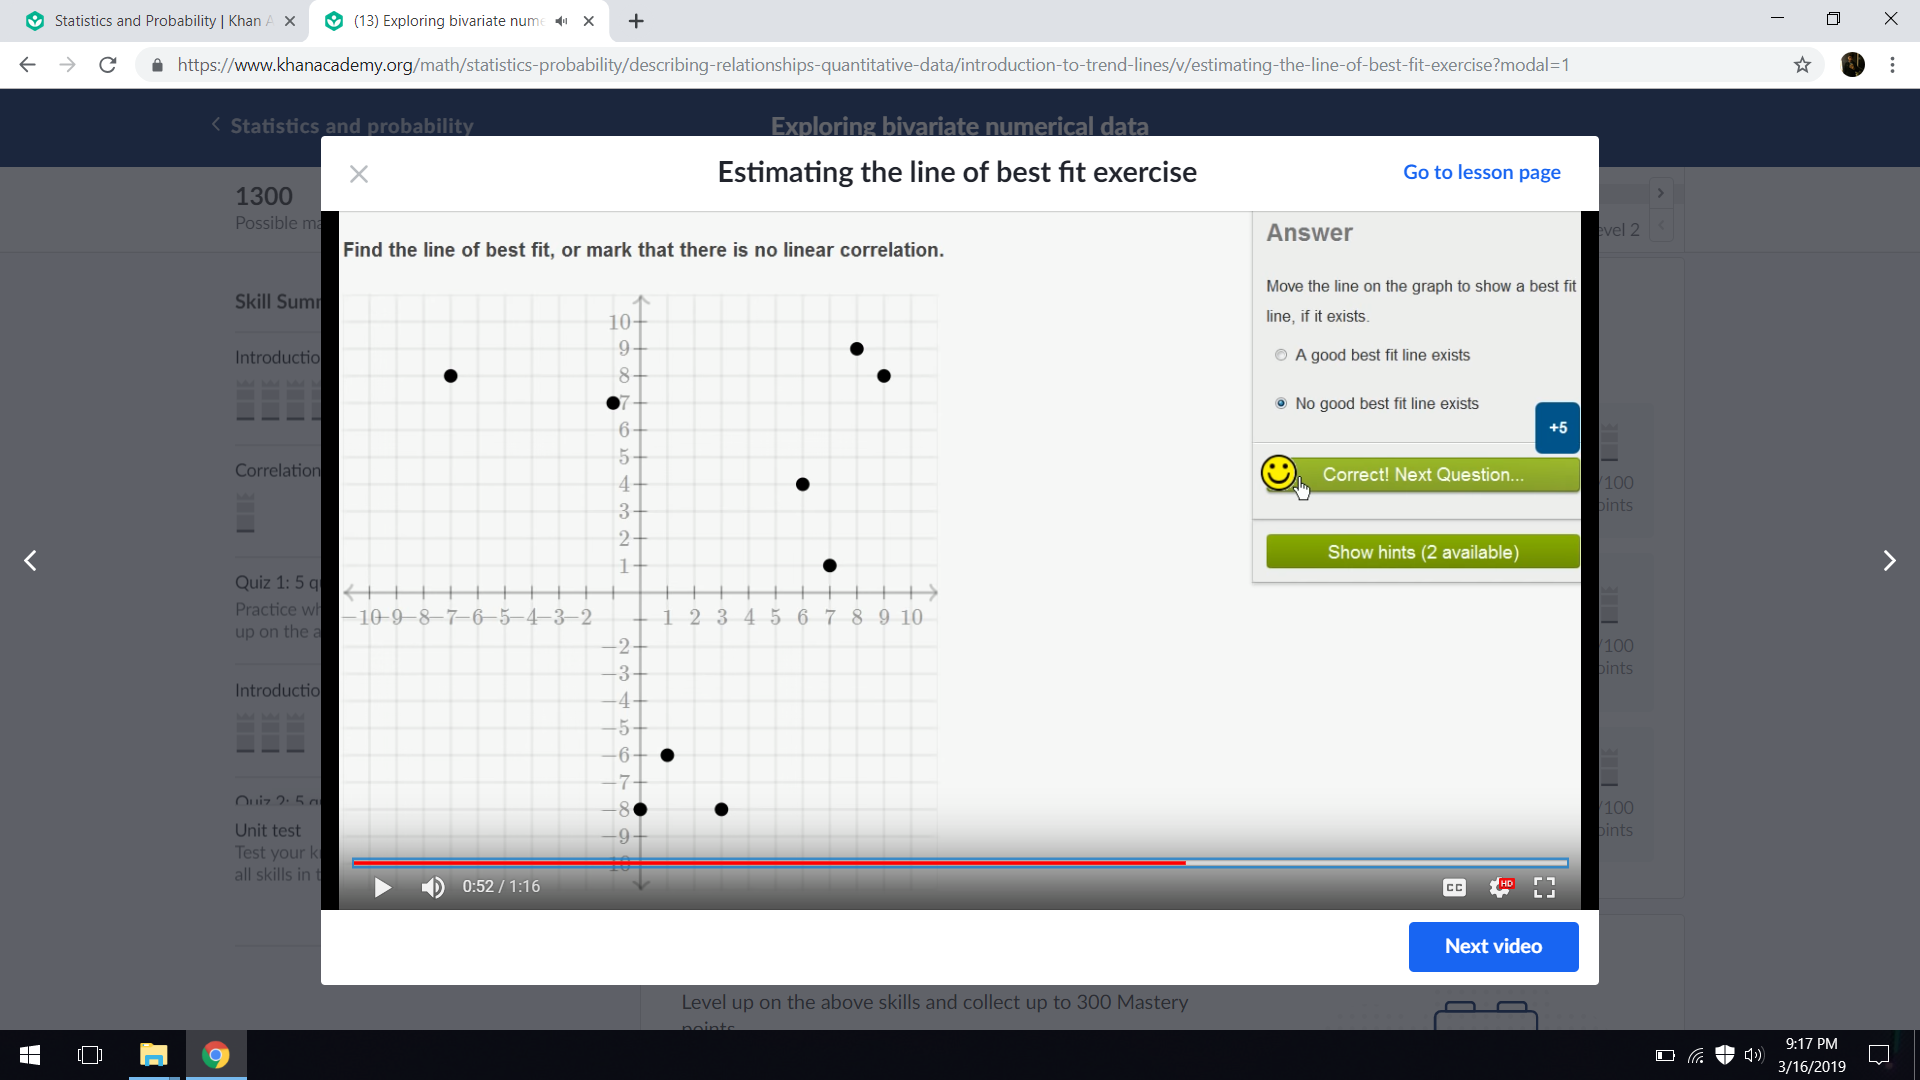 Statistics and Probability | Khan A
(13) Exploring bivariate nume
https://www.khanacademy.org/math/statistics-probability/describing-relationships-quantitative-data/introduction-to-trend-lines/v/estimating-the-line-of-best-fit-exercise?modal=1
Statistics and probability
Exploring bivariate numerical data
Estimating the line of best fit exercise
Go to lesson page
1300
Possible ma
evel 2
Skill Summ
Introductio
Correlation
Quiz 1: 5 qu
Practice wh
up on the a
Introductio
Quiz 2: 5 qu
Unit test
Test your k
all skills in t
Find the line of best fit, or mark that there is no linear correlation.
10
9
8
7
6
5
4
3
2
1
-10 -9 -8 -7 -6 -5 -4 -3 -2 1 2 3 4 5 6 7 8 9 10
-2
-3
-4
-5
-6
-7
-8
-9
10
Answer
Move the line on the graph to show a best fit
line, if it exists.
A good best fit line exists
No good best fit line exists
+5
Correct! Next Question...
Show hints (2 available)
/100
oints
/100
oints
/100
oints
0:52 / 1:16
CC
HD
Next video
Level up on the above skills and collect up to 300 Mastery
points
9:17 PM
3/16/2019